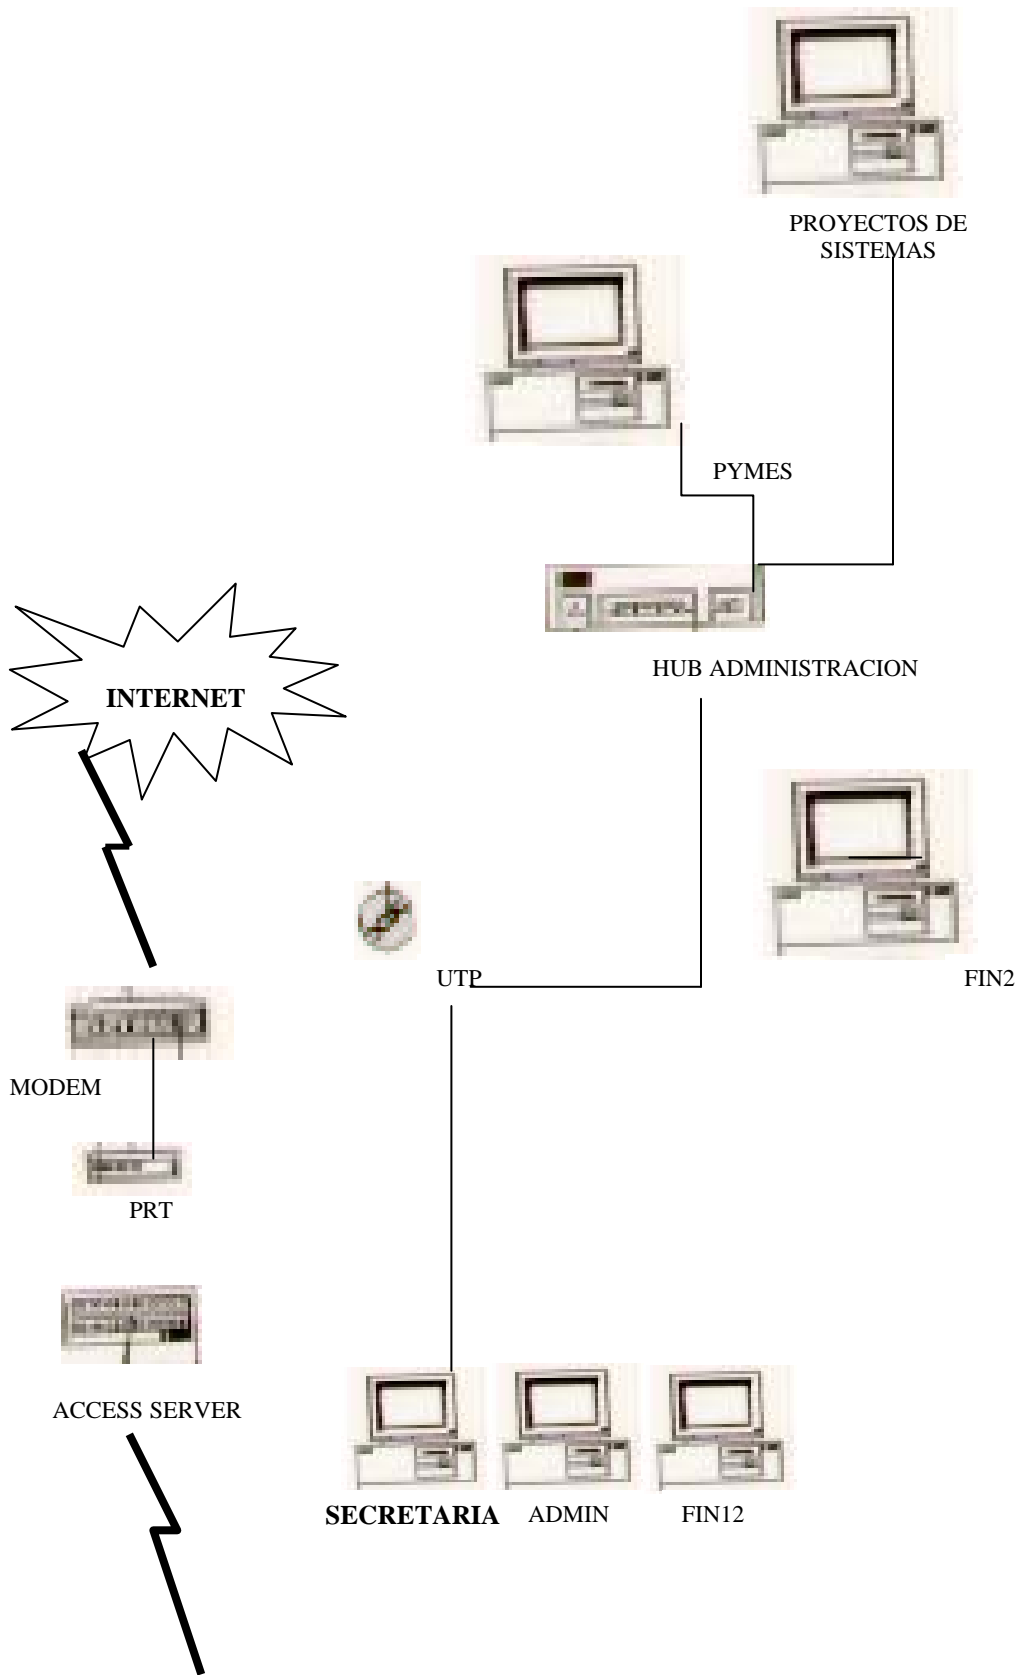 PROYECTOS DE
SISTEMAS
PYMES
HUB ADMINISTRACION
INTERNET
UTP
FIN2
MODEM
PRT
ACCESS SERVER
SECRETARIA
ADMIN
FIN12